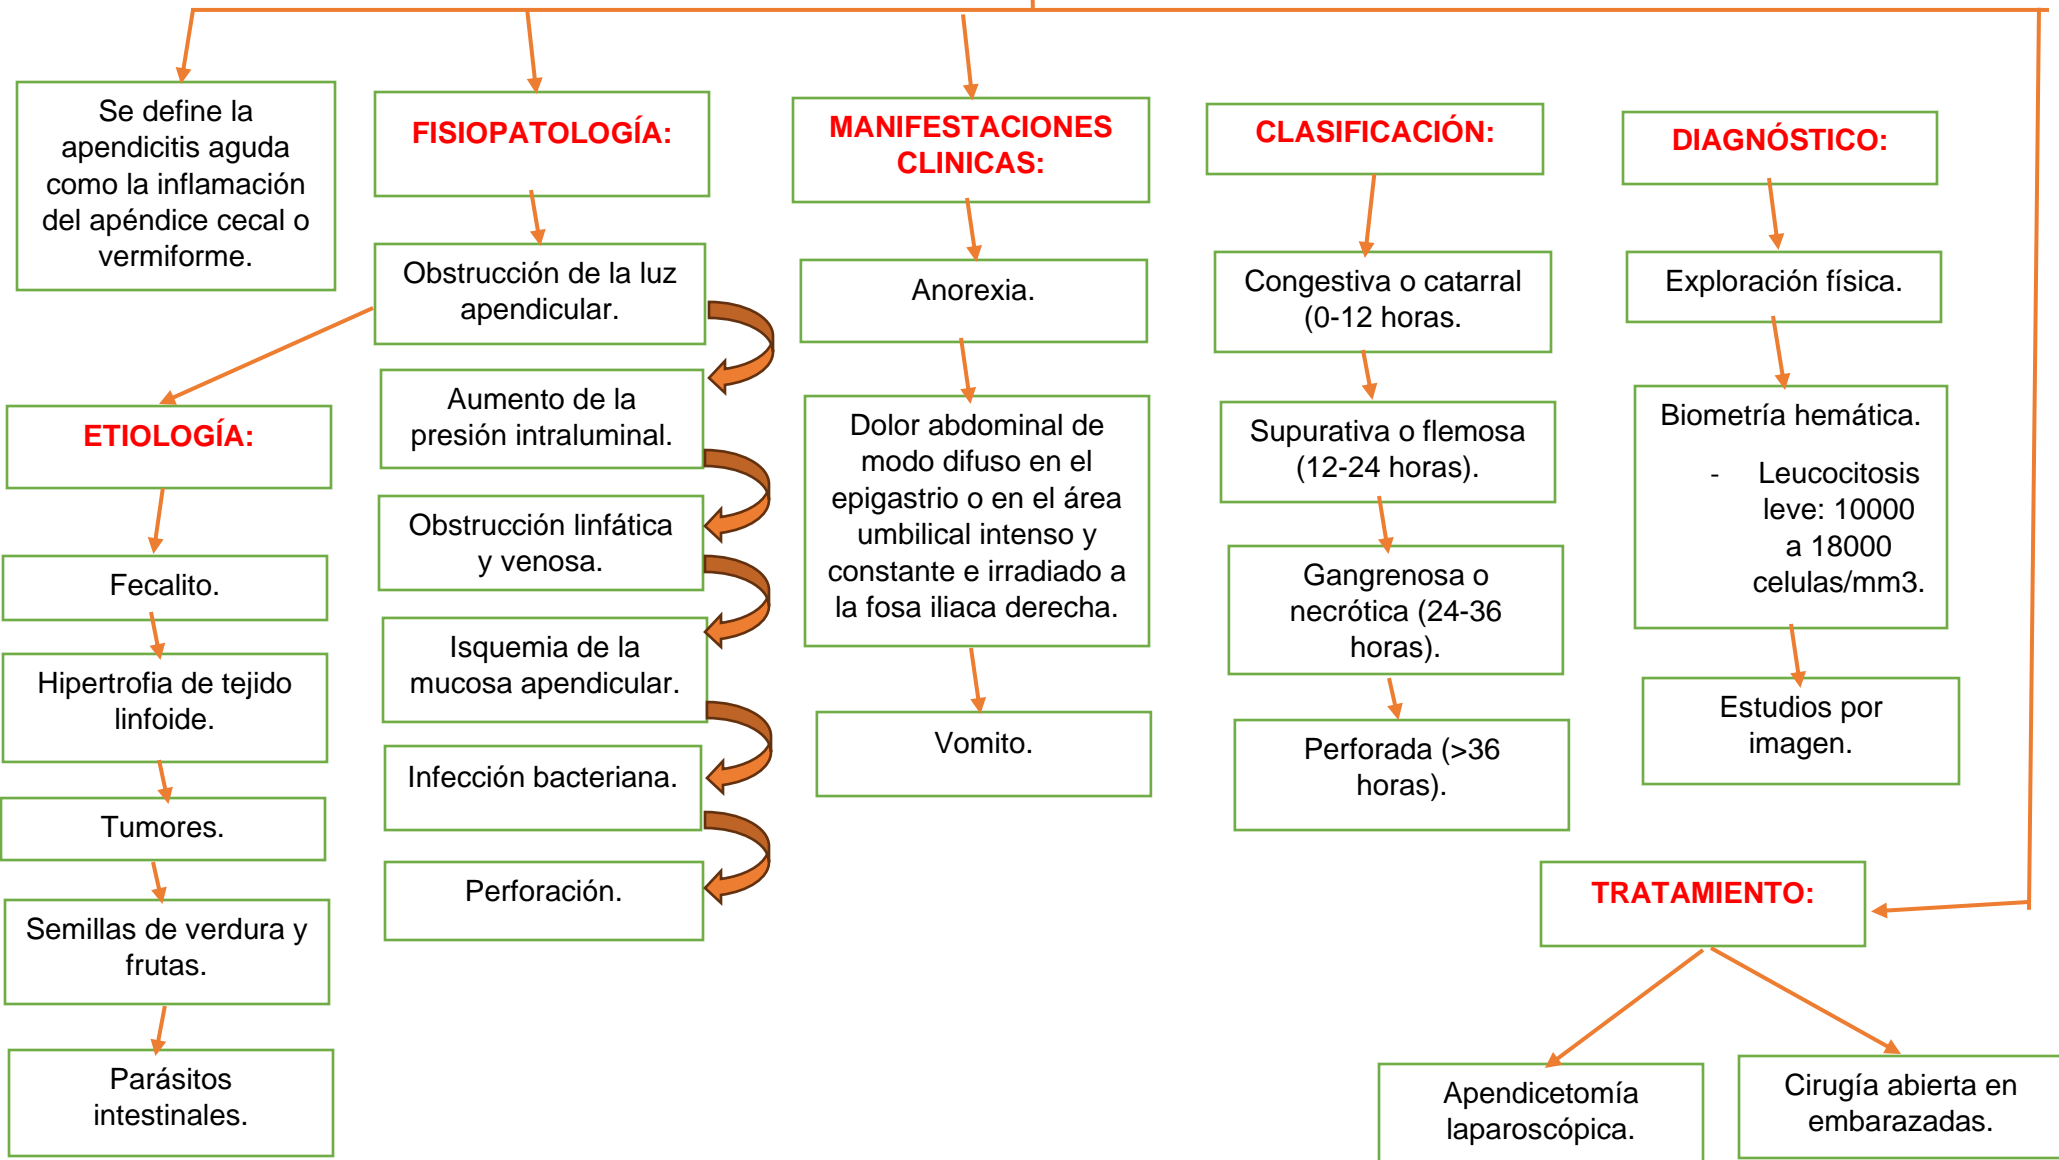 Se define la
apendicitis aguda
como la inflamación
del apéndice cecal o
vermiforme.
FISIOPATOLOGÍA:
Obstrucción de la luz
apendicular.
Aumento de la
presión intraluminal.
Obstrucción linfática
y venosa.
Isquemia de la
mucosa apendicular.
Infección bacteriana.
Perforación.
ETIOLOGÍA:
Fecalito.
Hipertrofia de tejido
linfoide.
Tumores.
Semillas de verdura y
frutas.
Parásitos
intestinales.
MANIFESTACIONES
CLINICAS:
Anorexia.
Dolor abdominal de
modo difuso en el
epigastrio o en el área
umbilical intenso y
constante e irradiado a
la fosa iliaca derecha.
Vomito.
CLASIFICACIÓN:
Congestiva o catarral
(0-12 horas.
Supurativa o flemosa
(12-24 horas).
Gangrenosa o
necrótica (24-36
horas).
Perforada (>36
horas).
DIAGNÓSTICO:
Exploración física.
Biometría hemática.
- Leucocitosis
leve: 10000
a 18000
celulas/mm3.
Estudios por
imagen.
TRATAMIENTO:
Apendicetomía
laparoscópica.
Cirugía abierta en
embarazadas.